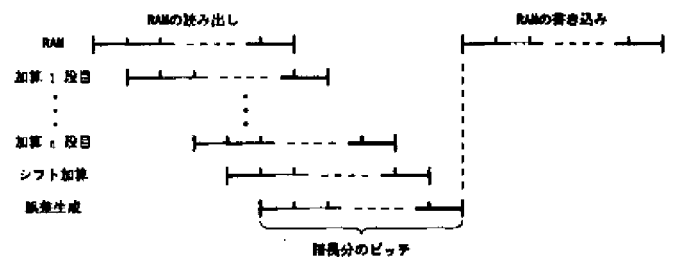 RAMの読み出し
RAMの書き込み
RAM
加算 1 段目
加算 n 段目
シフト加算
誤差生成
語長分のピッチ